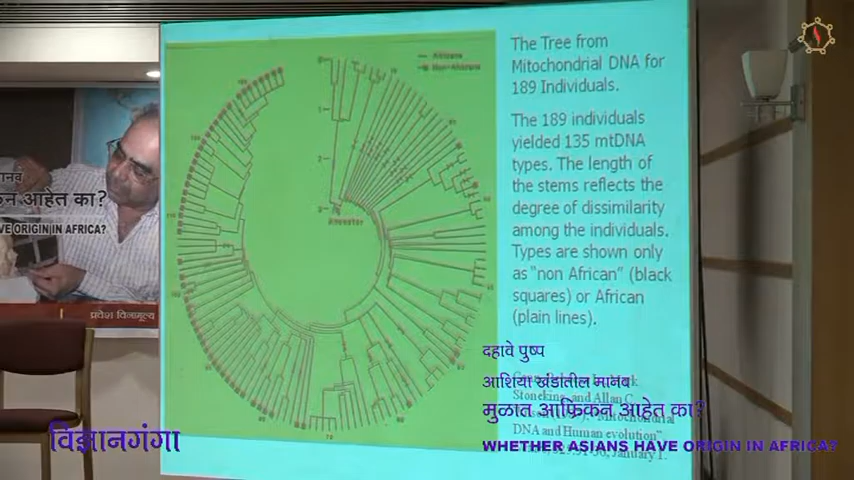 The Tree from
Mitochondrial DNA for
189 Individuals.
The 189 individuals
yielded 135 mtDNA
types. The length of
the stems reflects the
degree of dissimilarity
among the individuals.
Types are shown only
as "non African" (black
squares) or African
(plain lines).
Stoneking, and Allan C.
DNA and Human evolution"
January 1.
Ancestor
आहेत का?
ORIGIN IN AFRICA?
प्रवेश विनामूल्य
दहावे पुष्प
आशिया खंडातील मानव
मुळात आफ्रिकन आहेत का?
WHETHER ASIANS HAVE ORIGIN IN AFRICA?
विज्ञानगंगा